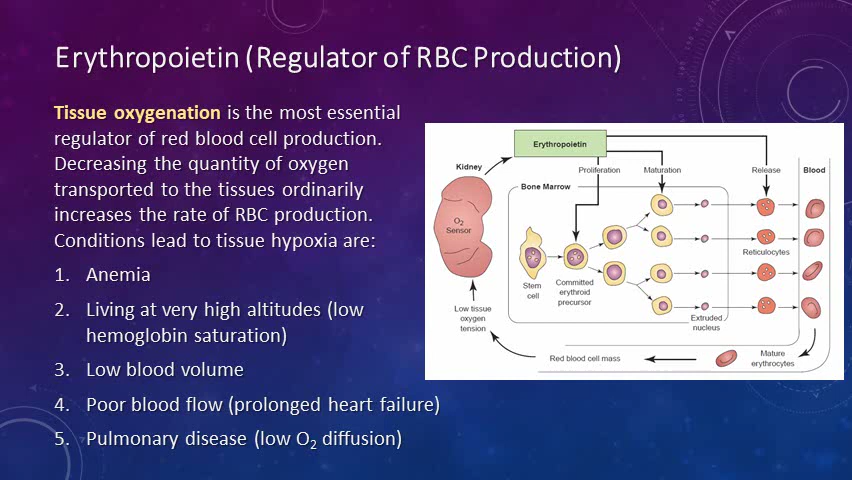 Erythropoietin (Regulator of RBC Production)
Tissue oxygenation is the most essential
regulator of red blood cell production.
Decreasing the quantity of oxygen
transported to the tissues ordinarily
increases the rate of RBC production.
Conditions lead to tissue hypoxia are:
1. Anemia
2. Living at very high altitudes (low
hemoglobin saturation)
3. Low blood volume
4. Poor blood flow (prolonged heart failure)
5. Pulmonary disease (low O₂ diffusion)
Erythropoietin
Kidney
Proliferation
Maturation
Release
Blood
Bone Marrow
O₂
Sensor
Reticulocytes
Stem
cell
Committed
erythroid
precursor
Low tissue
oxygen
tension
Extruded
nucleus
Red blood cell mass
Mature
erythrocytes